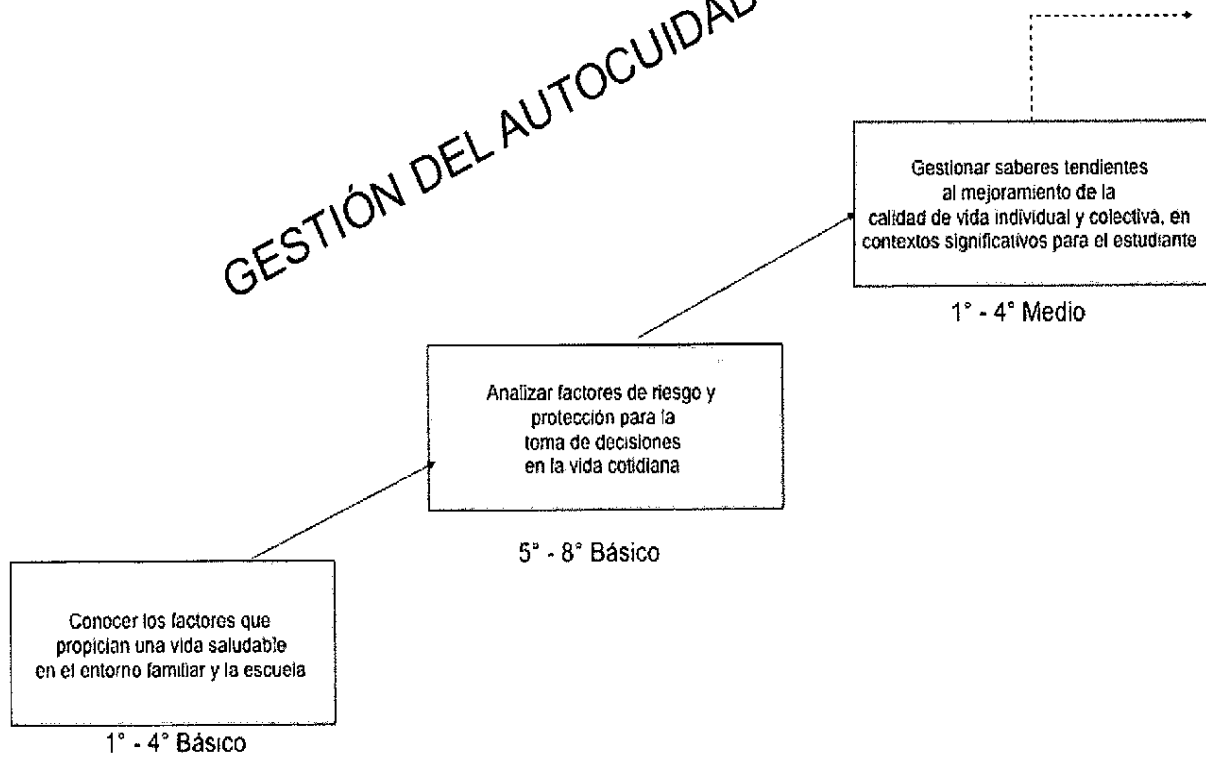 GESTIÓN DEL AUTOCUIDAD
Gestionar saberes tendientes
al mejoramiento de la
calidad de vida individual y colectiva, en
contextos significativos para el estudiante
1° - 4° Medio
Analizar factores de riesgo y
protección para la
toma de decisiones
en la vida cotidiana
5° - 8° Básico
Conocer los factores que
propician una vida saludable
en el entorno familiar y la escuela
1° - 4° Básico